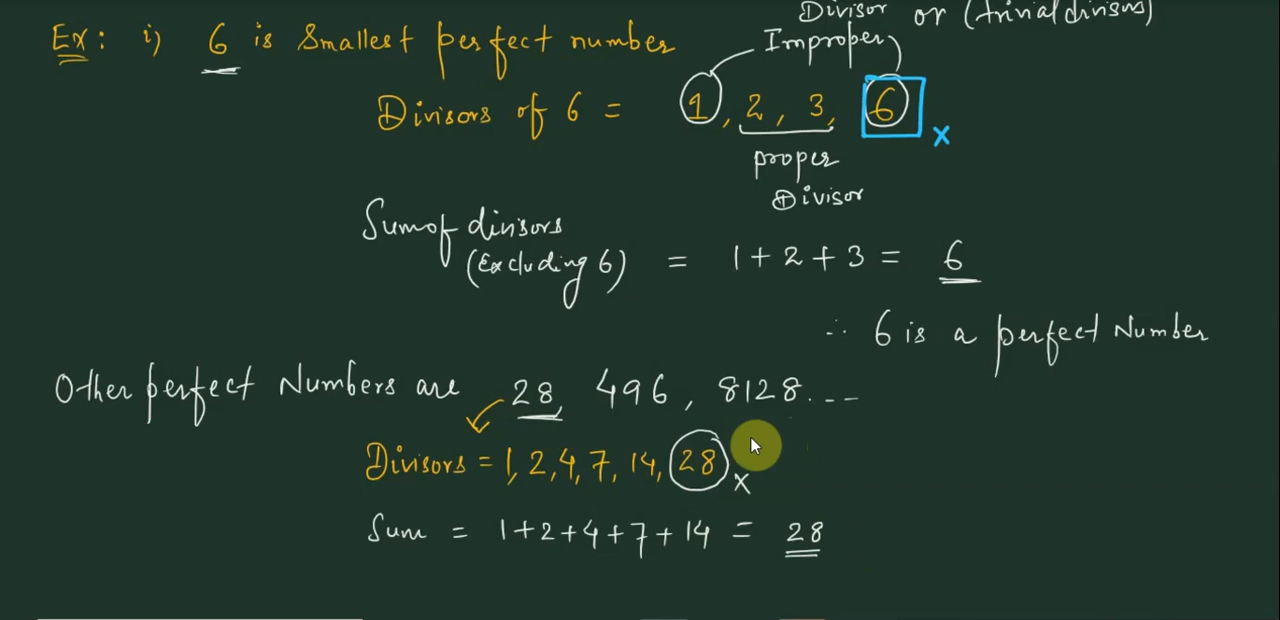 Divisor or (trivial divisors)
Ex: i) 6 is Smallest perfect number
Improper
Divisors of 6 = 1, 2, 3, 6 x
proper
Divisor
Sum of divisors
(Excluding 6) = 1 + 2 + 3 = 6
∴ 6 is a perfect Number
Other perfect Numbers are 28, 496, 8128...
Divisors = 1, 2, 4, 7, 14, 28 x
Sum = 1+2+4+7+14 = 28